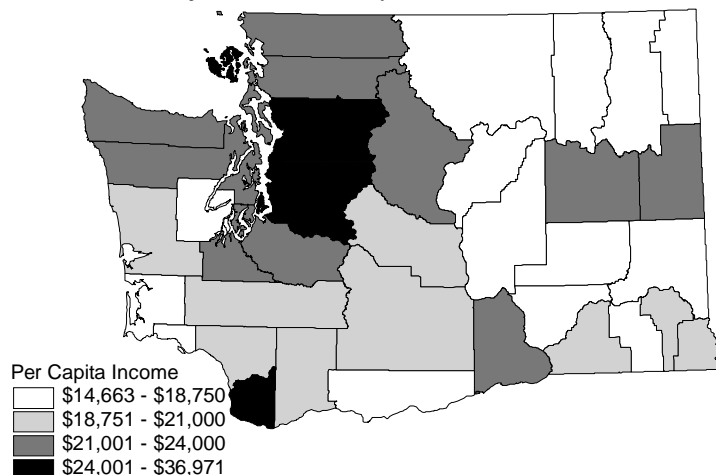 Per Capita Income
$14,663 - $18,750
$18,751 - $21,000
$21,001 - $24,000
$24,001 - $36,971